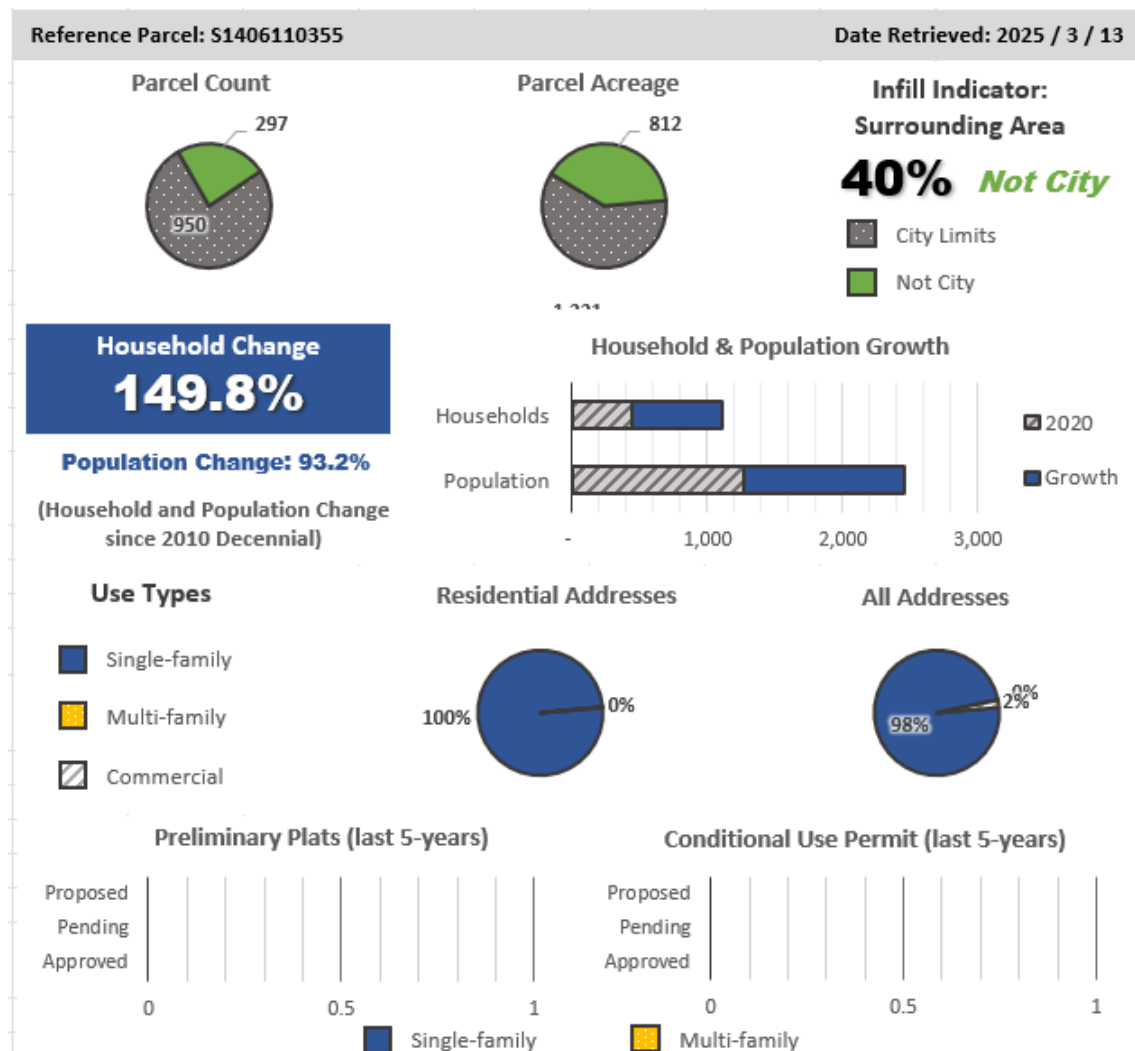 Reference Parcel: S1406110355
Date Retrieved: 2025 / 3 / 13
Parcel Count
297
950
Parcel Acreage
812
Infill Indicator:
Surrounding Area
40% Not City
City Limits
Not City
Household Change
149.8%
Population Change: 93.2%
(Household and Population Change
since 2010 Decennial)
Household & Population Growth
Households
Population
- 1,000 2,000 3,000
2020
Growth
Use Types
Single-family
Multi-family
Commercial
Residential Addresses
100%
0%
All Addresses
0%
2%
98%
Preliminary Plats (last 5-years)
Proposed
Pending
Approved
0 0.5 1
Conditional Use Permit (last 5-years)
Proposed
Pending
Approved
0 0.5 1
Single-family
Multi-family